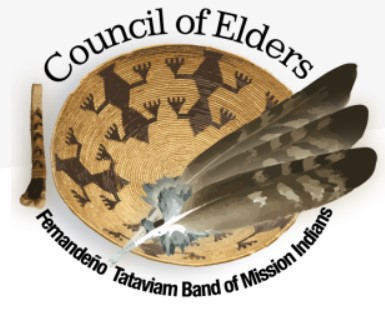 Council of Elders
Fernandeño Tataviam Band of Mission Indians